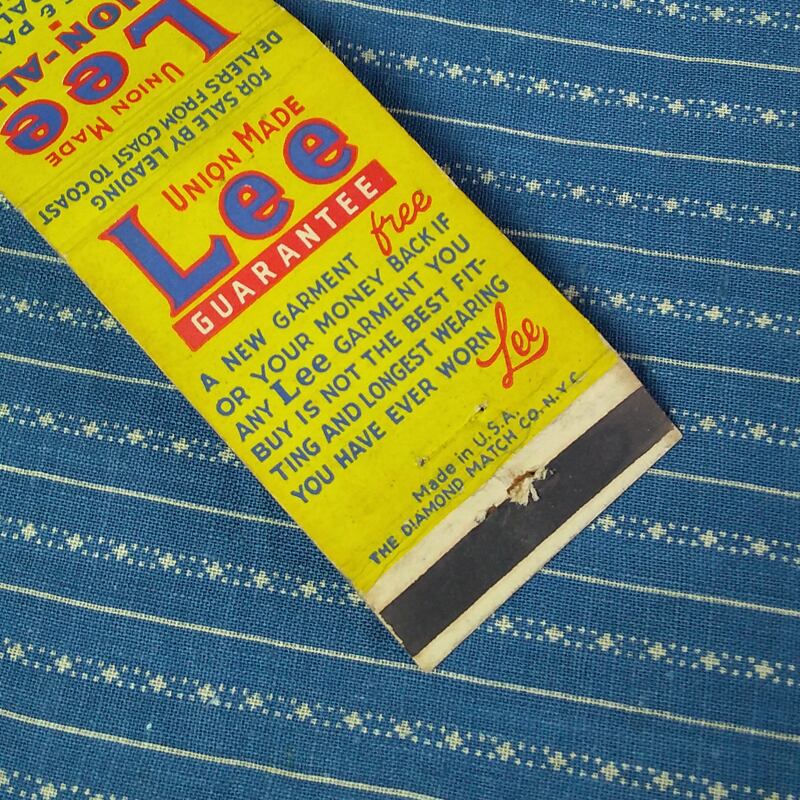 UNION MADE
Lee
GUARANTEE
A NEW GARMENT free
OR YOUR MONEY BACK IF
ANY Lee GARMENT YOU
BUY IS NOT THE BEST FIT-
TING AND LONGEST WEARING
YOU HAVE EVER WORN Lee
Made in U.S.A.
THE DIAMOND MATCH CO. N.Y.C.
FOR SALE BY LEADING
DEALERS FROM COAST TO COAST
UNION MADE
Lee